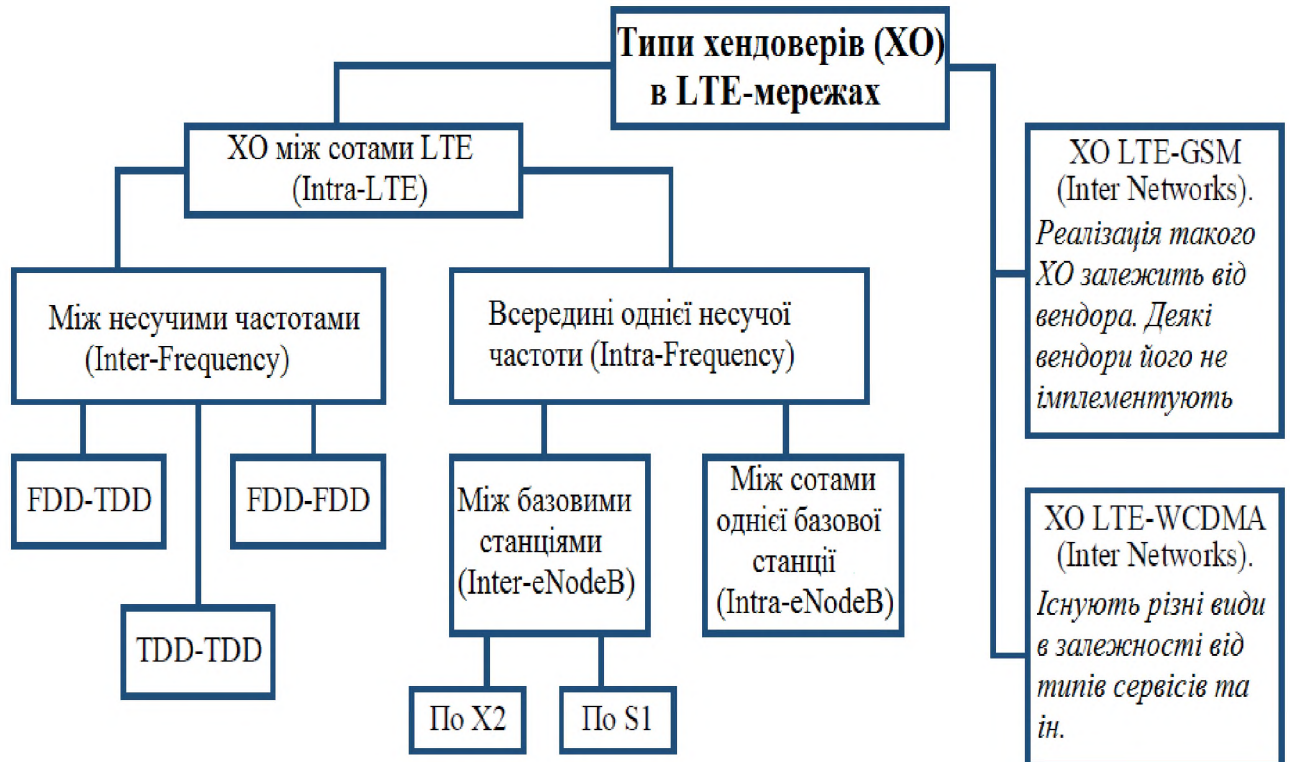 Типи хендоверів (ХО)
в LTE-мережах
ХО між сотами LTE
(Intra-LTE)
Між несучими частотами
(Inter-Frequency)
FDD-TDD
FDD-FDD
TDD-TDD
Всередині однієї несучої
частоти (Intra-Frequency)
Між базовими
станціями
(Inter-eNodeB)
По X2
По S1
Між сотами
однієї базової
станції
(Intra-eNodeB)
ХО LTE-GSM
(Inter Networks).
Реалізація такого
ХО залежить від
вендора. Деякі
вендори його не
імплементують
ХО LTE-WCDMA
(Inter Networks).
Існують різні види
в залежності від
типів сервісів та
ін.